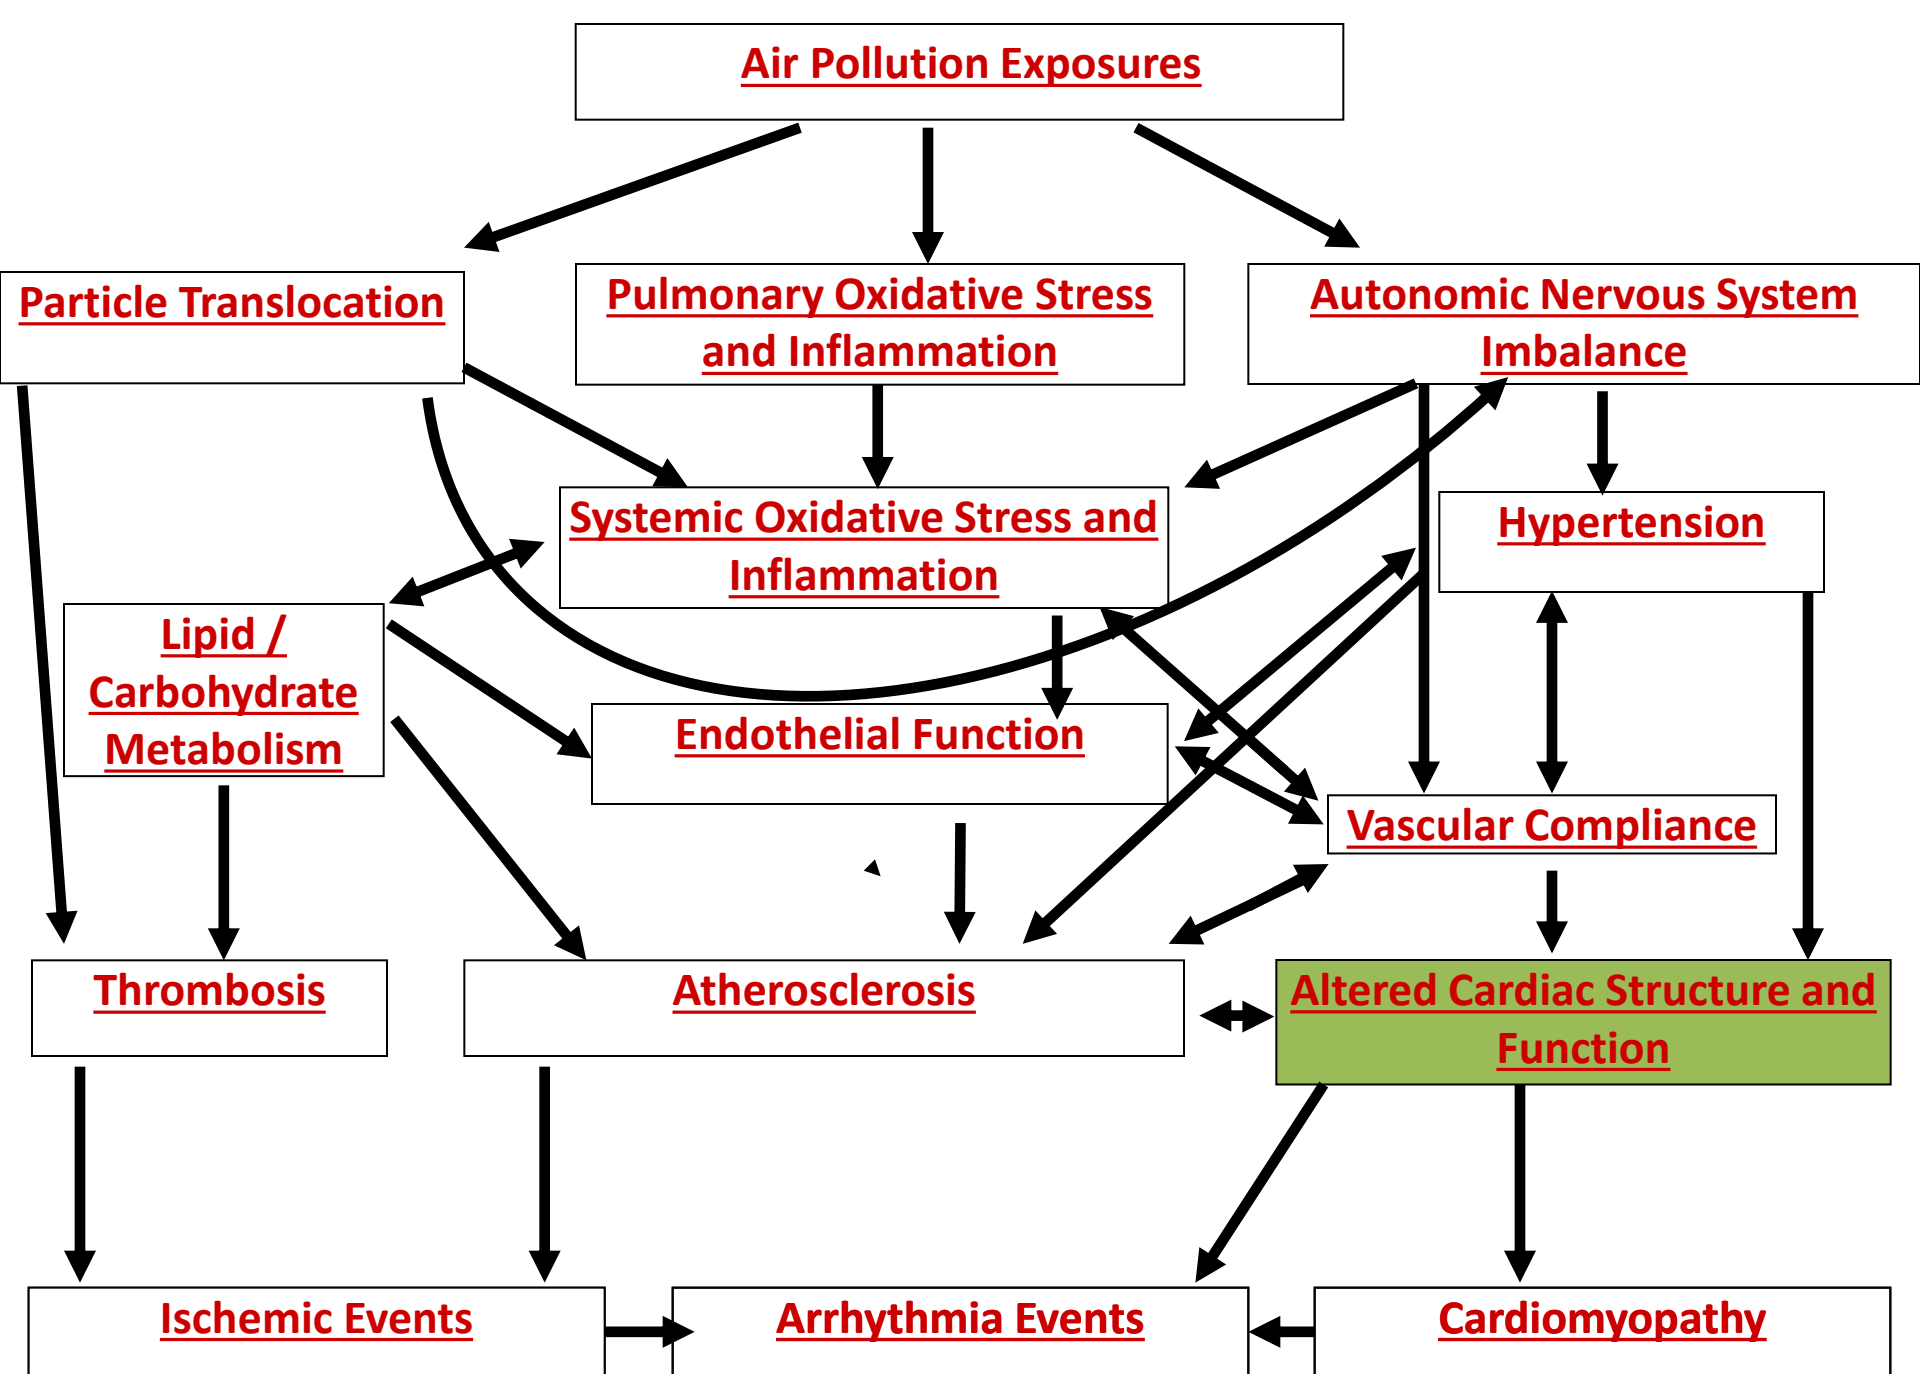 Air Pollution Exposures
Particle Translocation
Pulmonary Oxidative Stress
and Inflammation
Autonomic Nervous System
Imbalance
Systemic Oxidative Stress and
Inflammation
Hypertension
Lipid /
Carbohydrate
Metabolism
Endothelial Function
Vascular Compliance
Thrombosis
Atherosclerosis
Altered Cardiac Structure and
Function
Ischemic Events
Arrhythmia Events
Cardiomyopathy